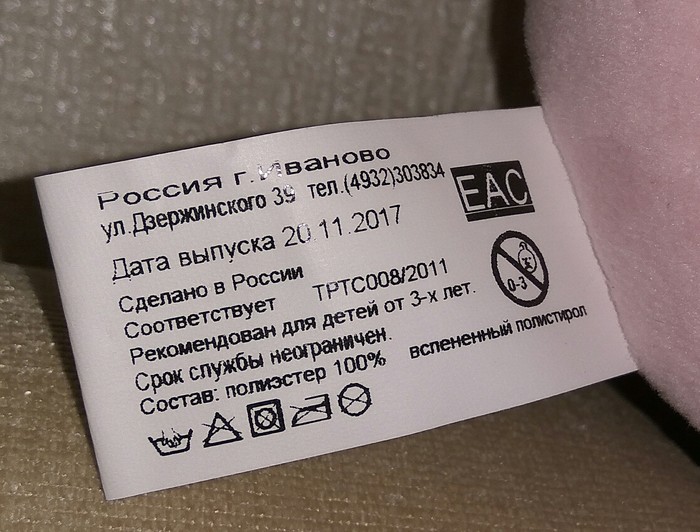 Россия г.Иваново
ул.Дзержинского 39 тел.(4932)303834
EAC
Дата выпуска 20.11.2017
Сделано в России
Соответствует ТРТС008/2011
0-3
Рекомендован для детей от 3-х лет.
Срок службы неограничен.
Состав: полиэстер 100% вспененный полистирол